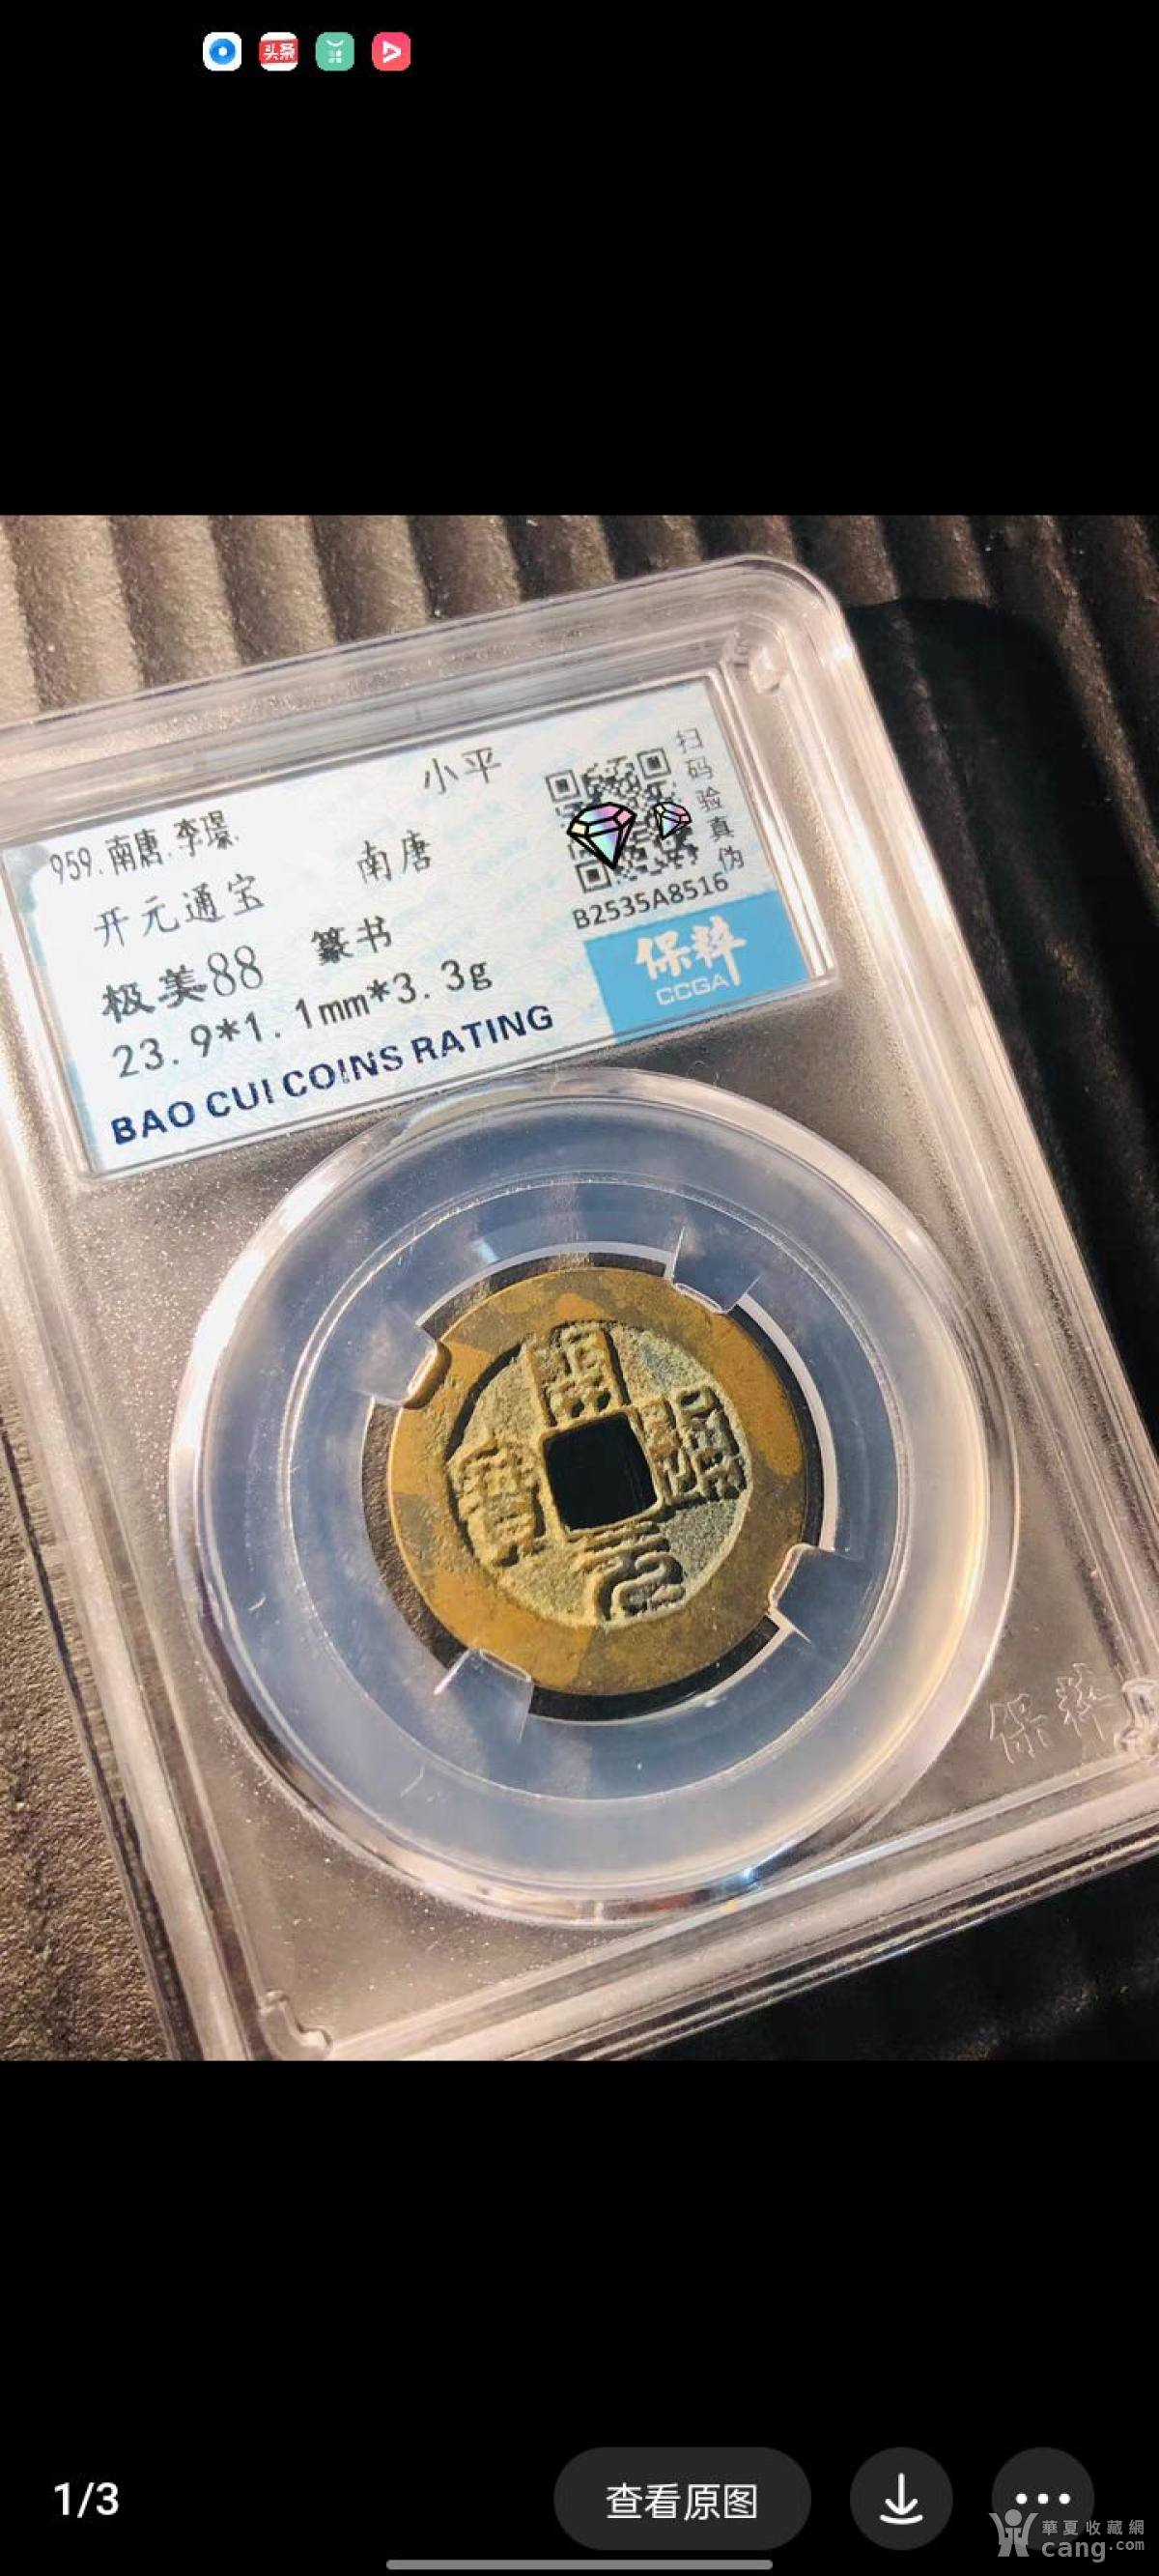 头条
小平
959.南唐.李璟.
南唐
开元通宝
篆书
极美88
23.9*1.1mm*3.3g
BAO CUI COINS RATING
扫码验真伪
B2535A8516
保粹
CCGA
開元通寶
保粹
1/3
查看原图
華夏收藏網
cang.com